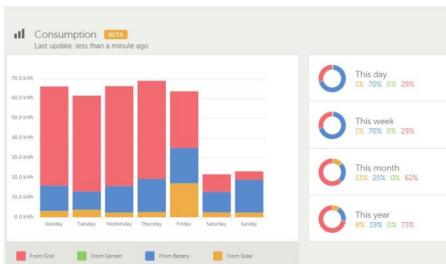 Consumption BETA
Last update: less than a minute ago
70.0 kWh
60.0 kWh
50.0 kWh
40.0 kWh
30.0 kWh
20.0 kWh
10.0 kWh
0.0 kWh
Monday Tuesday Wednesday Thursday Friday Saturday Sunday
From Grid From Genset From Battery From Solar
This day
1% 70% 0% 29%
This week
1% 70% 0% 29%
This month
13% 25% 0% 62%
This year
8% 19% 0% 73%